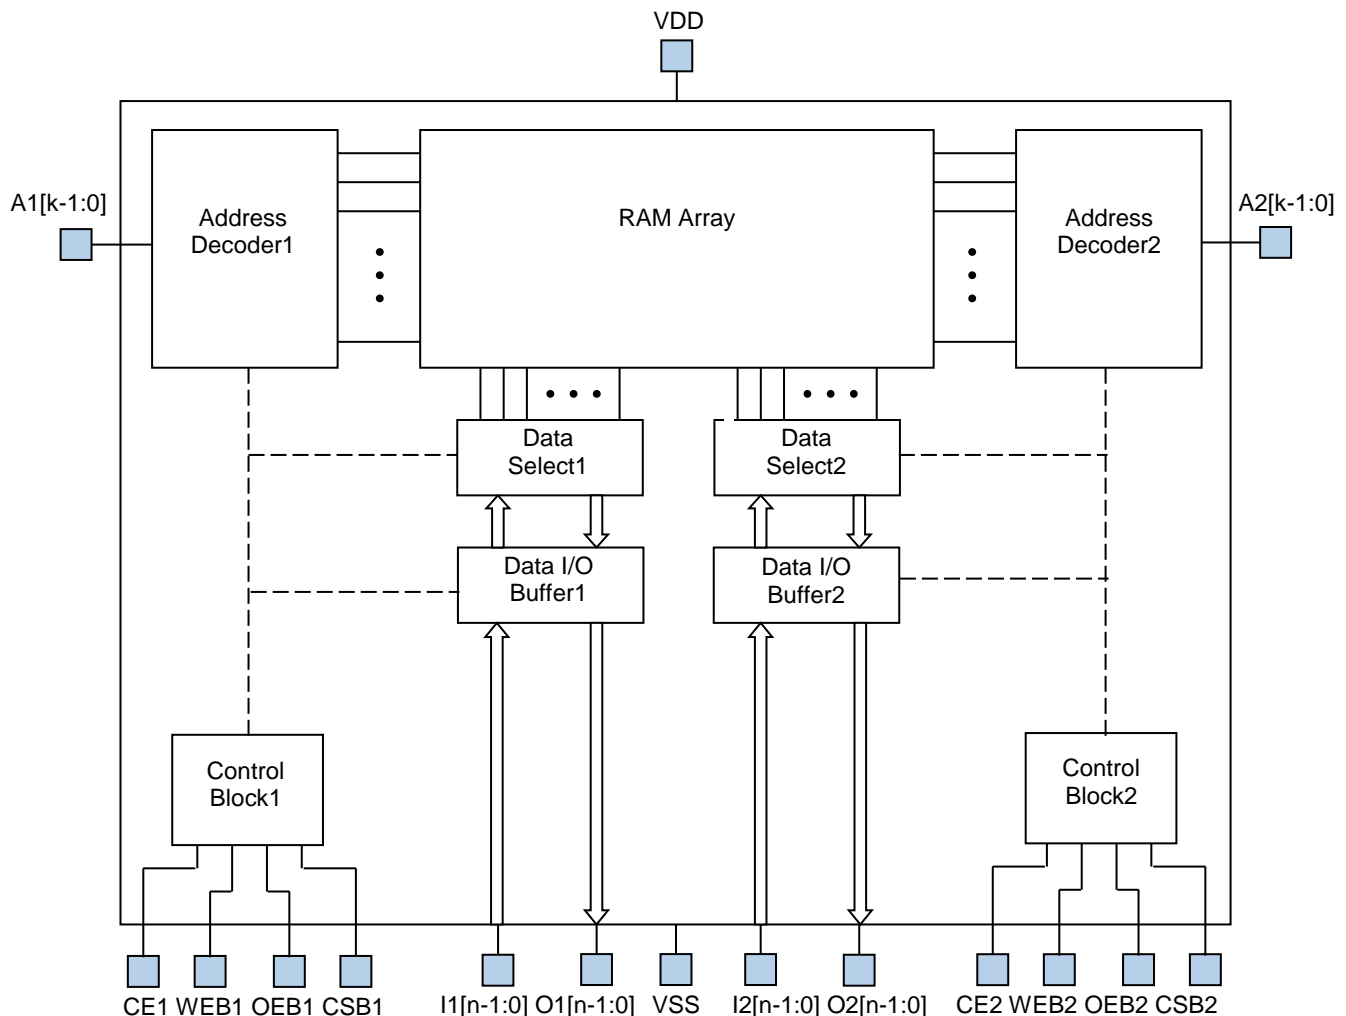 VDD
A1[k-1:0]
Address
Decoder1
RAM Array
Address
Decoder2
A2[k-1:0]
Data
Select1
Data
Select2
Data I/O
Buffer1
Data I/O
Buffer2
Control
Block1
Control
Block2
CE1 WEB1 OEB1 CSB1 I1[n-1:0] O1[n-1:0] VSS I2[n-1:0] O2[n-1:0] CE2 WEB2 OEB2 CSB2